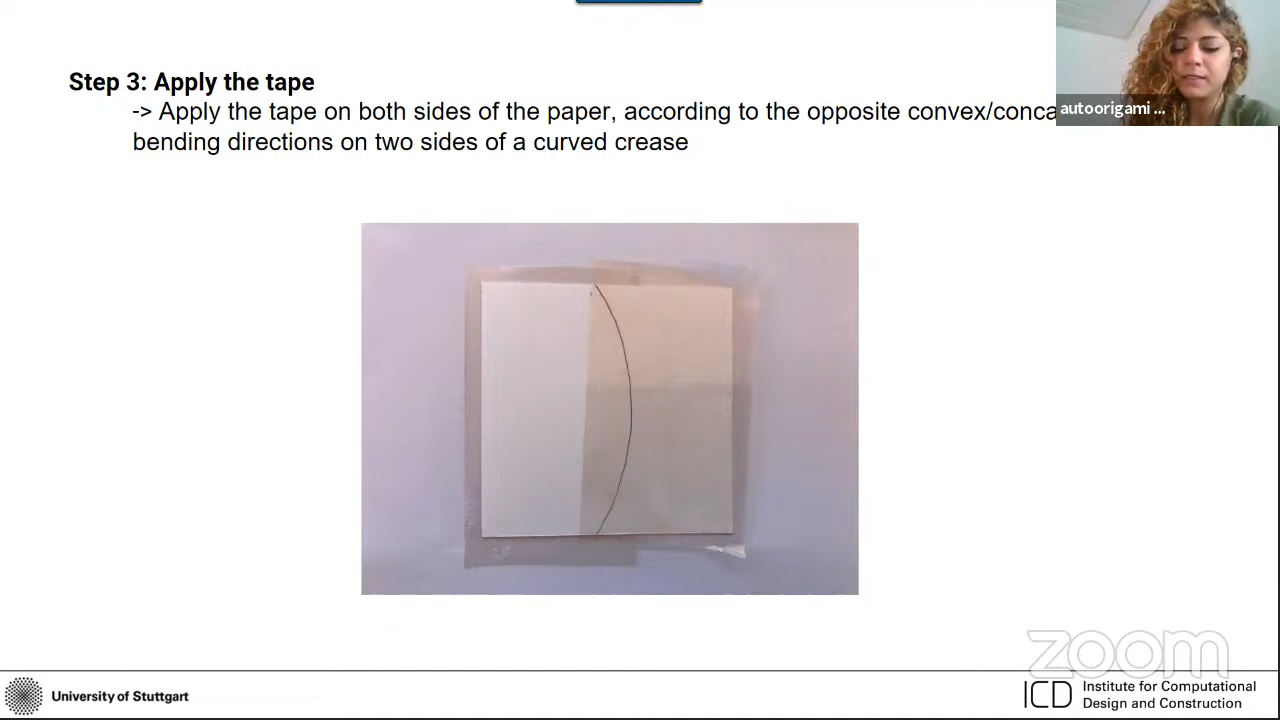 Step 3: Apply the tape
-> Apply the tape on both sides of the paper, according to the opposite convex/conca
bending directions on two sides of a curved crease
autoorigami ...
zoom
University of Stuttgart
ICD
Institute for Computational
Design and Construction